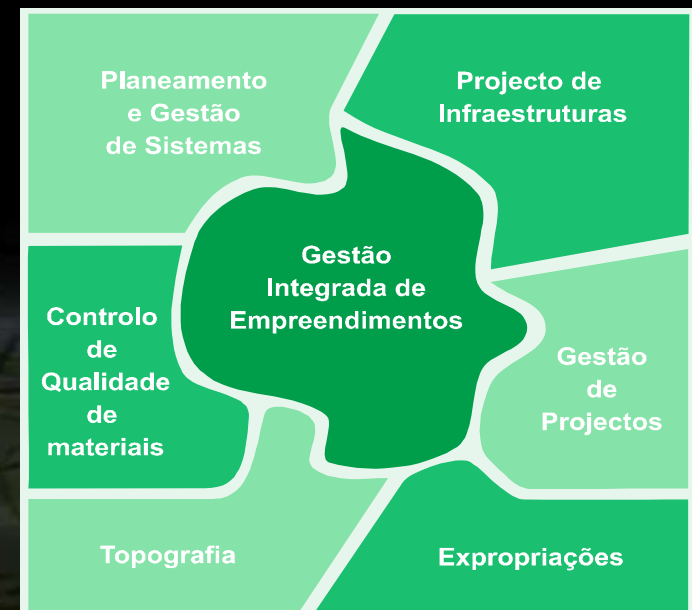 Planeamento
e Gestão
de Sistemas
Projecto de
Infraestruturas
Gestão
Integrada de
Empreendimentos
Controlo
de
Qualidade
de
materiais
Gestão
de
Projectos
Topografia
Expropriações